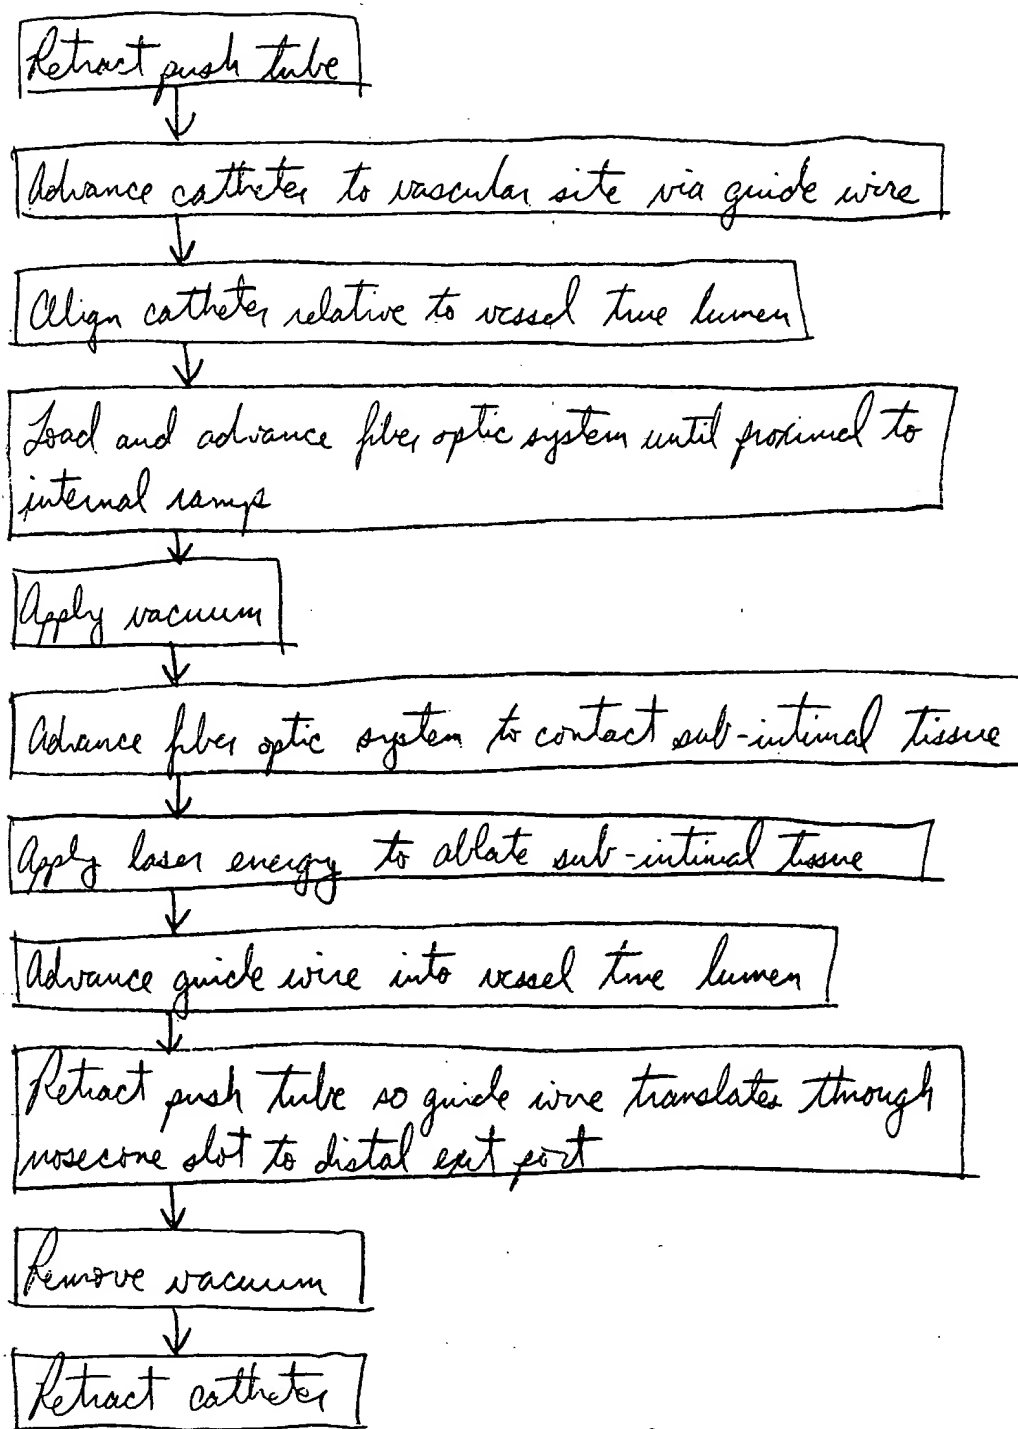 Retract push tube
Advance catheter to vascular site via guide wire
Align catheter relative to vessel true lumen
Load and advance fiber optic system until proximal to
internal ramp
Apply vacuum
Advance fiber optic system to contact sub-intimal tissue
Apply laser energy to ablate sub-intimal tissue
Advance guide wire into vessel true lumen
Retract push tube so guide wire translates through
nosecone slot to distal exit port
Remove vacuum
Retract catheter